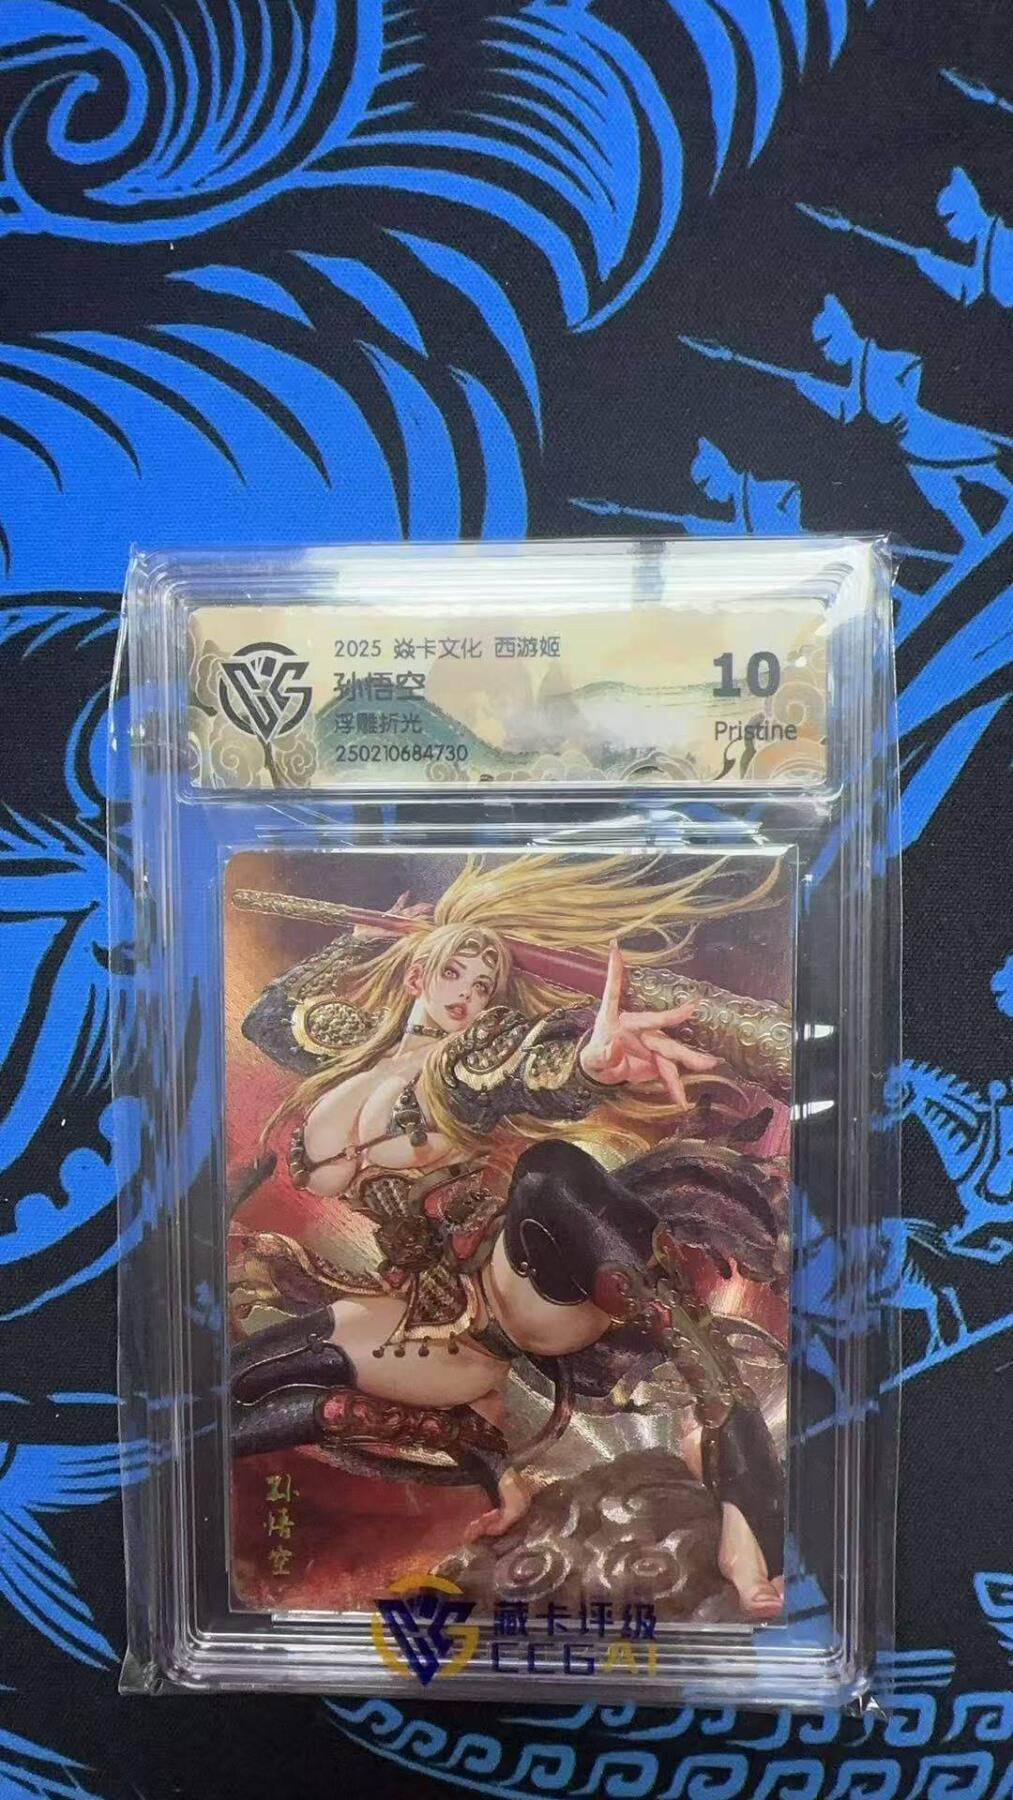 2025 焱卡文化 西游姬
孙悟空
浮雕折光
250210684730
10
Pristine
孙悟空
藏卡评级
CCGAI